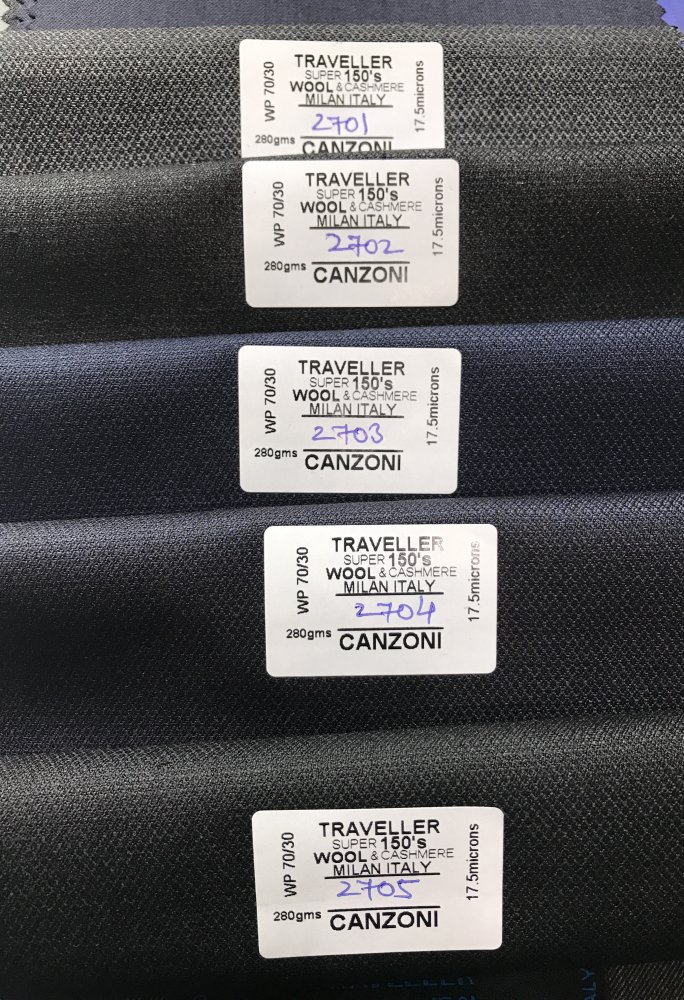 WP 70/30
TRAVELLER
SUPER 150's
WOOL & CASHMERE
MILAN ITALY
2701
280gms
CANZONI
17.5microns
WP 70/30
TRAVELLER
SUPER 150's
WOOL & CASHMERE
MILAN ITALY
2702
280gms
CANZONI
17.5microns
WP 70/30
TRAVELLER
SUPER 150's
WOOL & CASHMERE
MILAN ITALY
2703
280gms
CANZONI
17.5microns
WP 70/30
TRAVELLER
SUPER 150's
WOOL & CASHMERE
MILAN ITALY
2704
280gms
CANZONI
17.5microns
WP 70/30
TRAVELLER
SUPER 150's
WOOL & CASHMERE
MILAN ITALY
2705
280gms
CANZONI
17.5microns